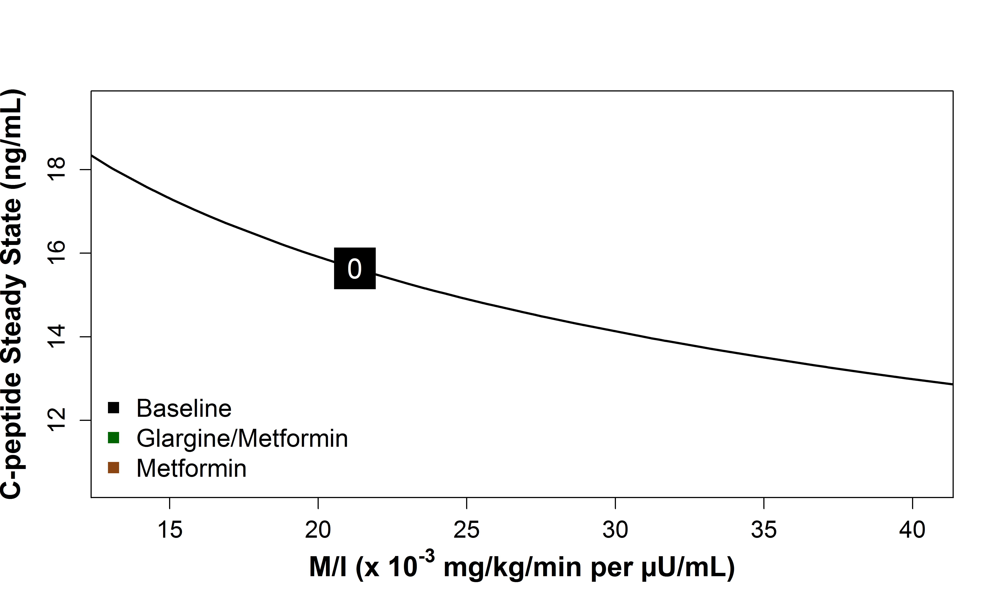 C-peptide Steady State (ng/mL)
18
16
14
12
0
Baseline
Glargine/Metformin
Metformin
15 20 25 30 35 40
M/I (x 10⁻³ mg/kg/min per µU/mL)